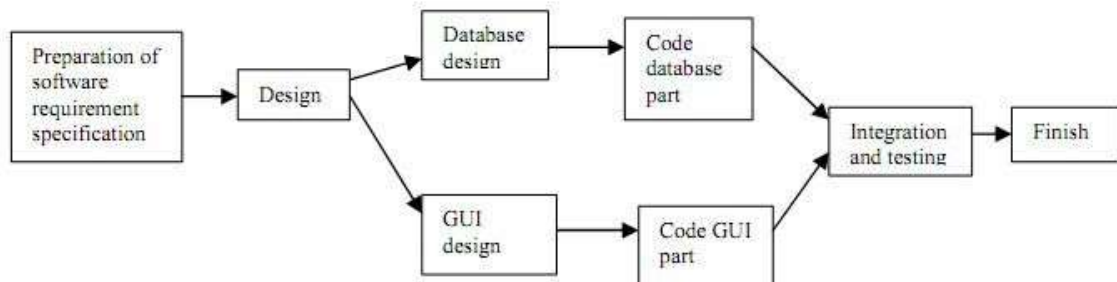 Preparation of
software
requirement
specification
Design
Database
design
Code
database
part
GUI
design
Code GUI
part
Integration
and testing
Finish